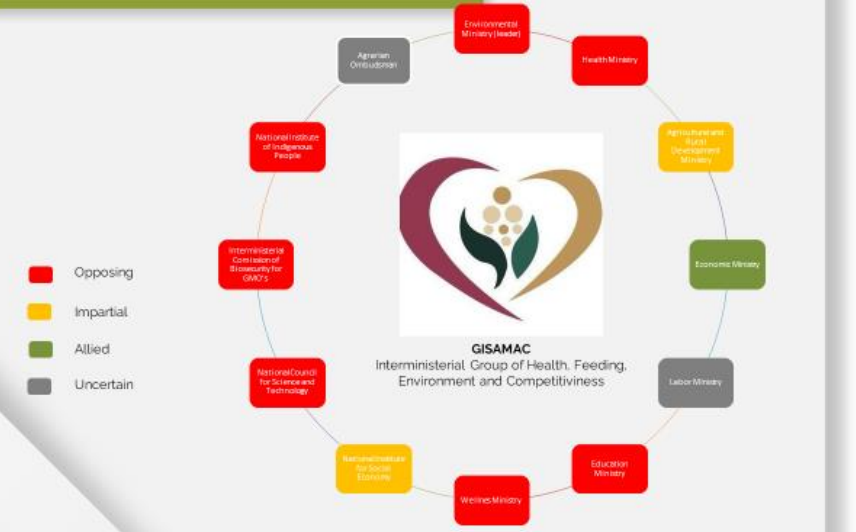 Environmental
Ministry (leader)
Health Ministry
Agriculture and
Rural
Development
Ministry
Economic Ministry
Labor Ministry
Education
Ministry
Wellnes Ministry
National Institute
for Social
Economy
National Council
for Science and
Technology
Interministerial
Comission of
Biosecurity for
GMO's
National Institute
of Indigenous
People
Agrarian
Ombudsman
GISAMAC
Interministerial Group of Health, Feeding,
Environment and Competitiviness
Opposing
Impartial
Allied
Uncertain